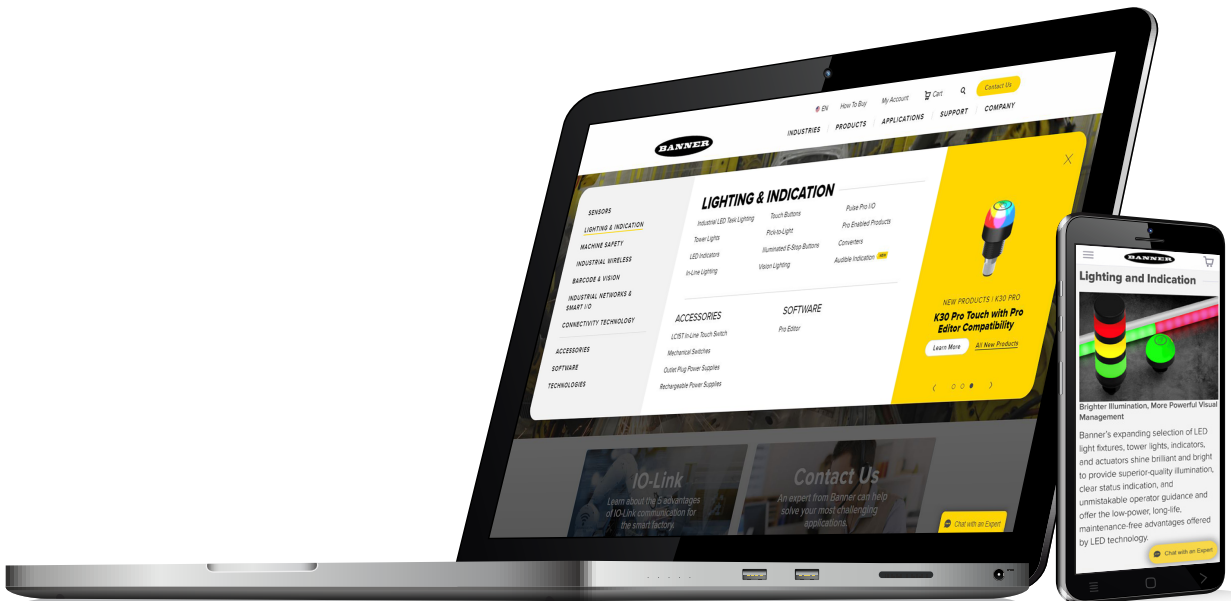 EN How To Buy My Account Cart Contact Us
BANNER
INDUSTRIES PRODUCTS APPLICATIONS SUPPORT COMPANY
SENSORS
LIGHTING & INDICATION
MACHINE SAFETY
INDUSTRIAL WIRELESS
BARCODE & VISION
INDUSTRIAL NETWORKS &
SMART I/O
CONNECTIVITY TECHNOLOGY
ACCESSORIES
SOFTWARE
TECHNOLOGIES
LIGHTING & INDICATION
Industrial LED Task Lighting
Tower Lights
LED Indicators
In-Line Lighting
Touch Buttons
Pick-to-Light
Illuminated E-Stop Buttons
Vision Lighting
Pulse Pro I/O
Pro Enabled Products
Converters
Audible Indication NEW
ACCESSORIES
LC15T In-Line Touch Switch
Mechanical Switches
Outlet Plug Power Supplies
Rechargeable Power Supplies
SOFTWARE
Pro Editor
X
NEW PRODUCTS | K30 PRO
K30 Pro Touch with Pro
Editor Compatibility
Learn More All New Products
IO-Link
Learn about the 5 advantages
of IO-Link communication for
the smart factory.
Contact Us
An expert from Banner can help
solve your most challenging
applications.
Chat with an Expert
BANNER
Lighting and Indication
Brighter Illumination, More Powerful Visual
Management
Banner's expanding selection of LED
light fixtures, tower lights, indicators,
and actuators shine brilliant and bright
to provide superior-quality illumination,
clear status indication, and
unmistakable operator guidance and
offer the low-power, long-life,
maintenance-free advantages offered
by LED technology.
Chat with an Expert